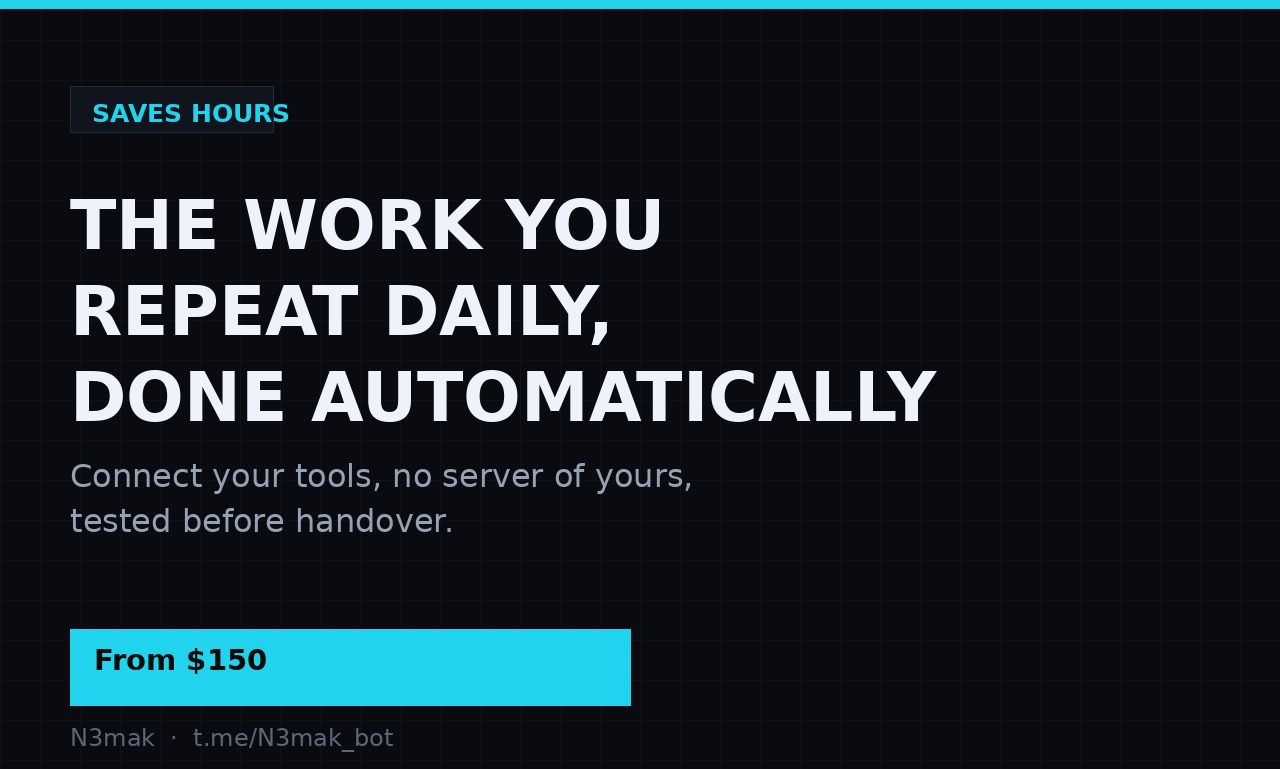 SAVES HOURS
THE WORK YOU
REPEAT DAILY,
DONE AUTOMATICALLY
Connect your tools, no server of yours,
tested before handover.
From $150
N3mak · t.me/N3mak_bot